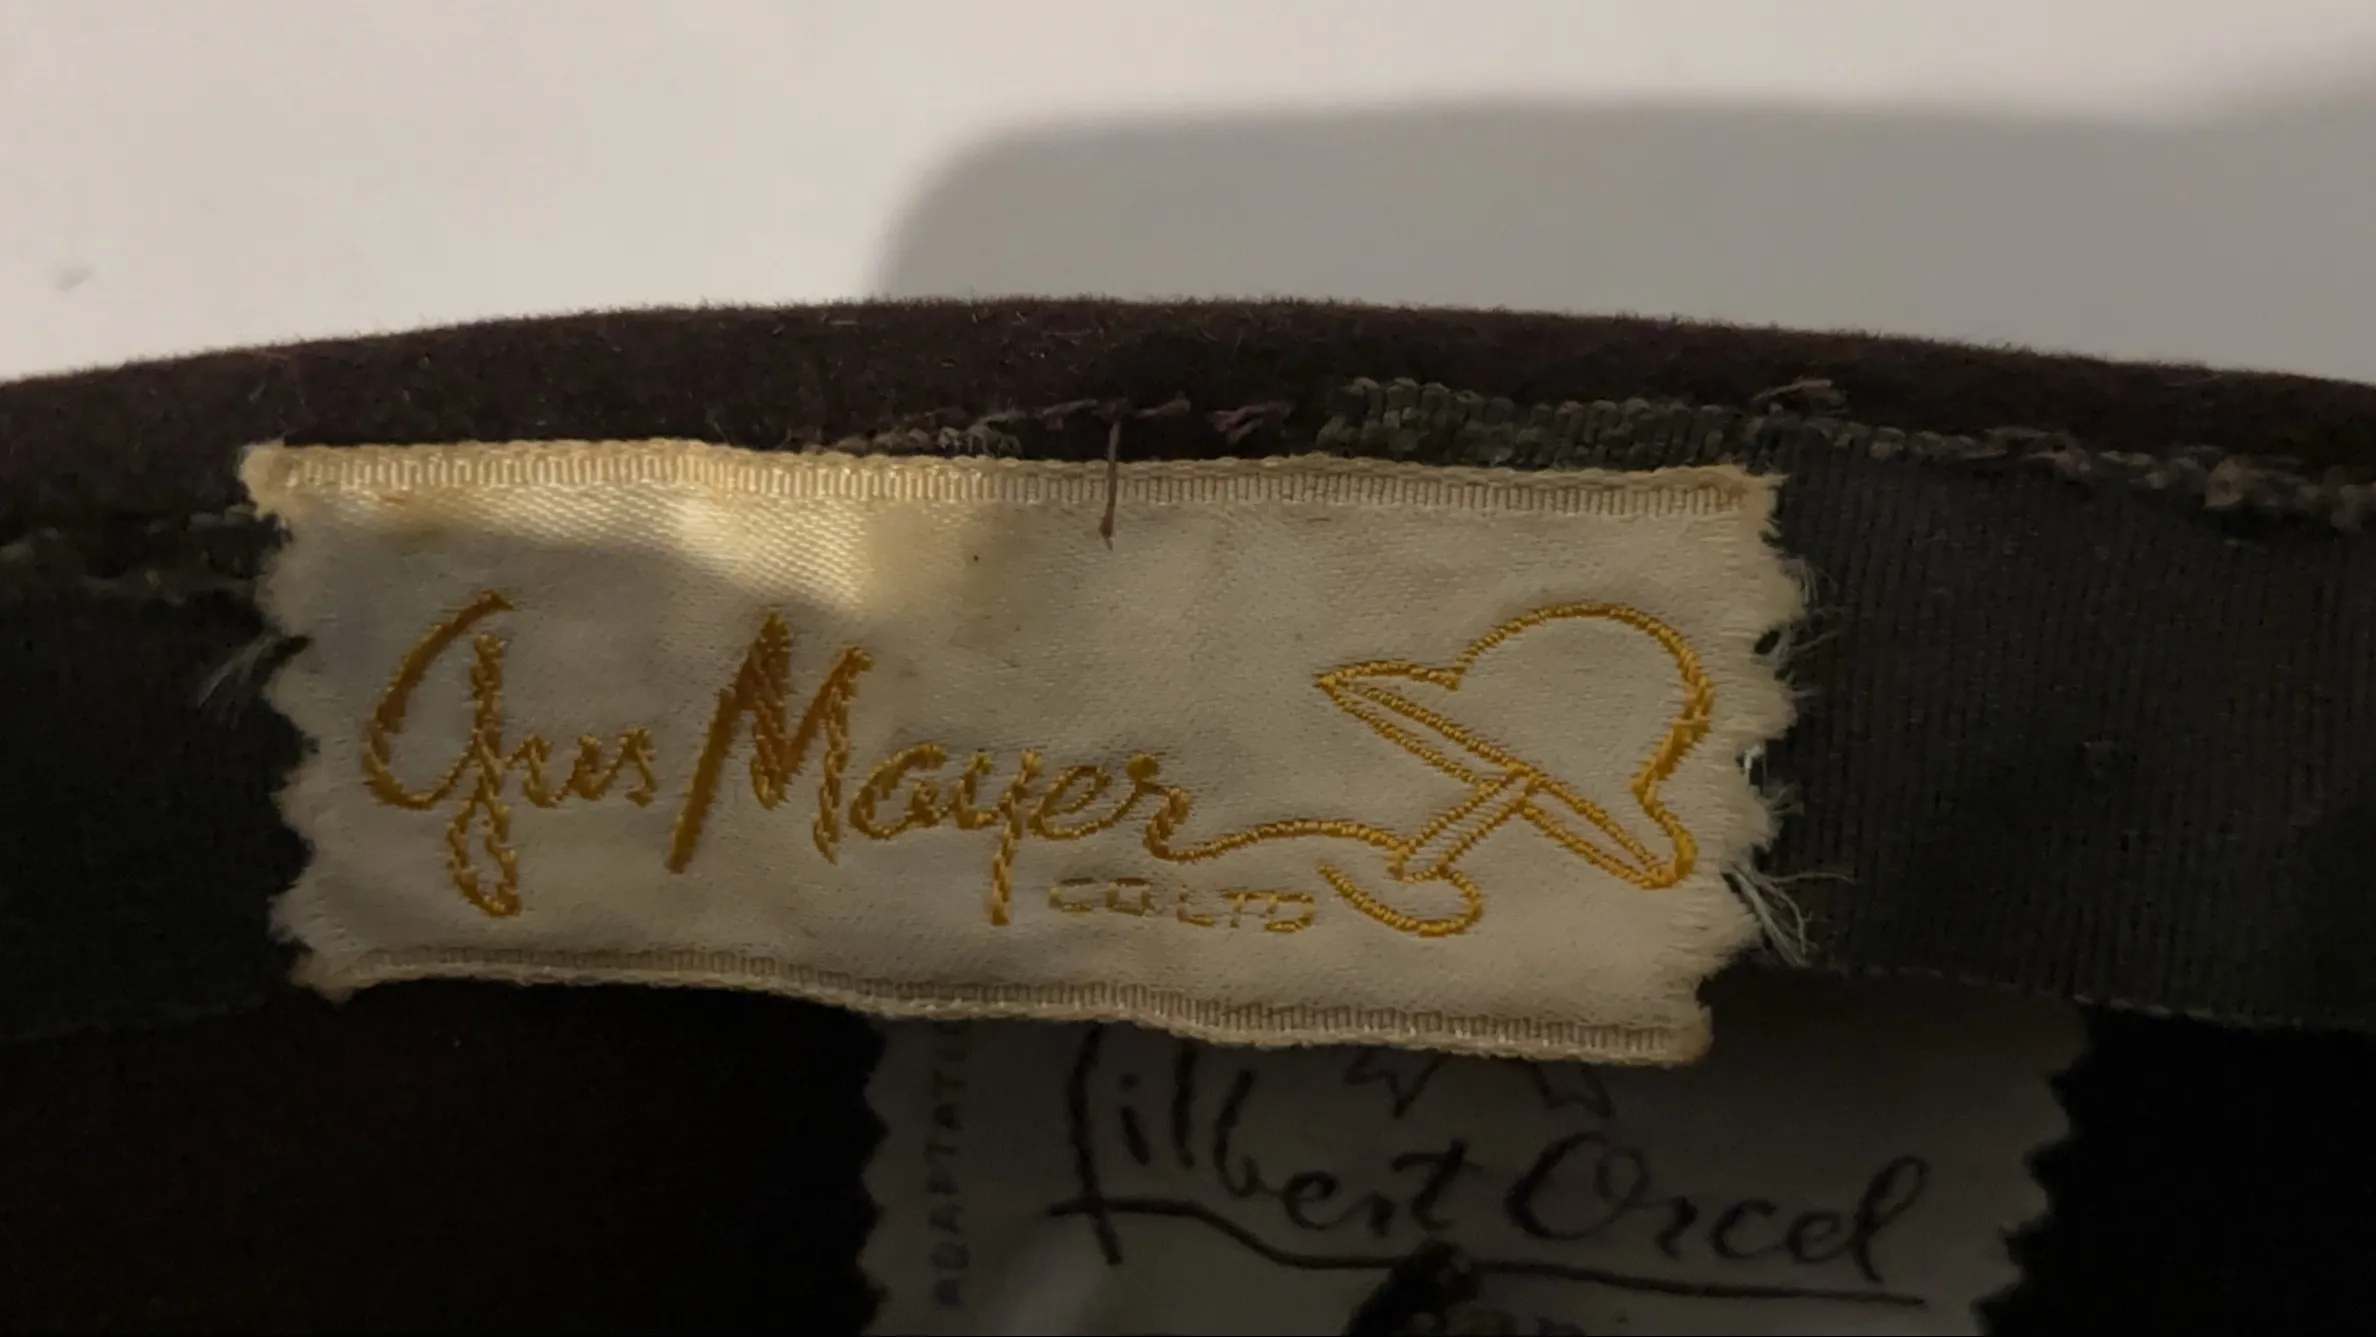 Gus Mayer
CO. LTD
Gilbert Orcel